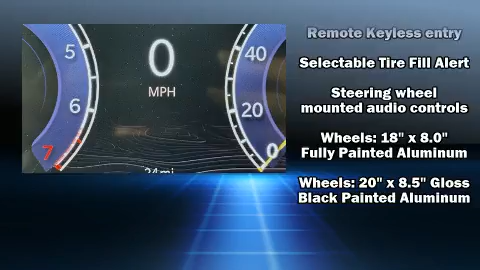 5
6
7
0
MPH
40
20
0
Remote Keyless entry
Selectable Tire Fill Alert
Steering wheel
mounted audio controls
Wheels: 18" x 8.0"
Fully Painted Aluminum
Wheels: 20" x 8.5" Gloss
Black Painted Aluminum